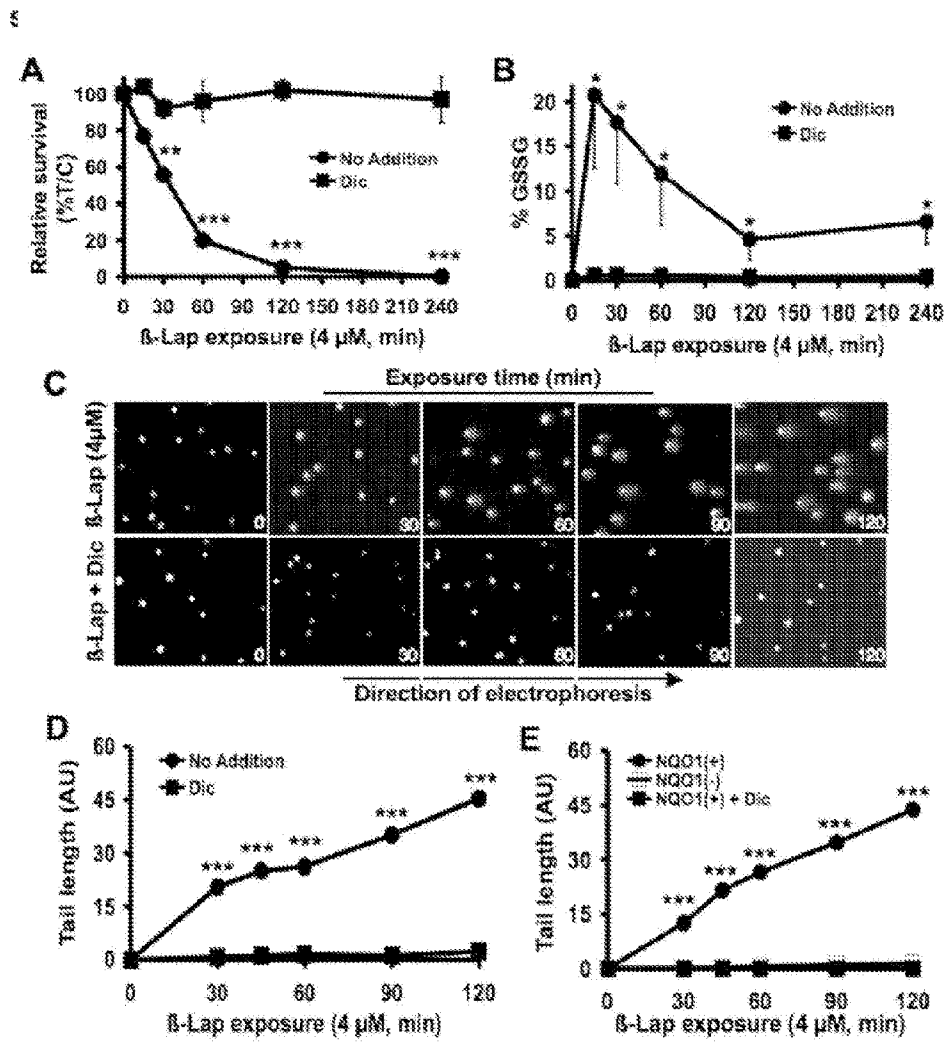 A
Relative survival
(%T/C)
100
80
60
40
20
0
**
***
***
***
No Addition
Dic
0 30 60 90 120 150 180 210 240
ß-Lap exposure (4 µM, min)
B
% GSSG
20
15
10
5
0
*
*
*
*
*
No Addition
Dic
0 30 60 90 120 150 180 210 240
ß-Lap exposure (4 µM, min)
C
Exposure time (min)
ß-Lap (4µM)
0
30
60
90
120
ß-Lap + Dic
0
30
60
90
120
Direction of electrophoresis
D
Tail length (AU)
60
45
30
15
0
No Addition
Dic
***
***
***
***
***
0 30 60 90 120
ß-Lap exposure (4 µM, min)
E
Tail length (AU)
60
45
30
15
0
NQO1(+)
NQO1(-)
NQO1(+) + Dic
***
***
***
***
***
0 30 60 90 120
ß-Lap exposure (4 µM, min)